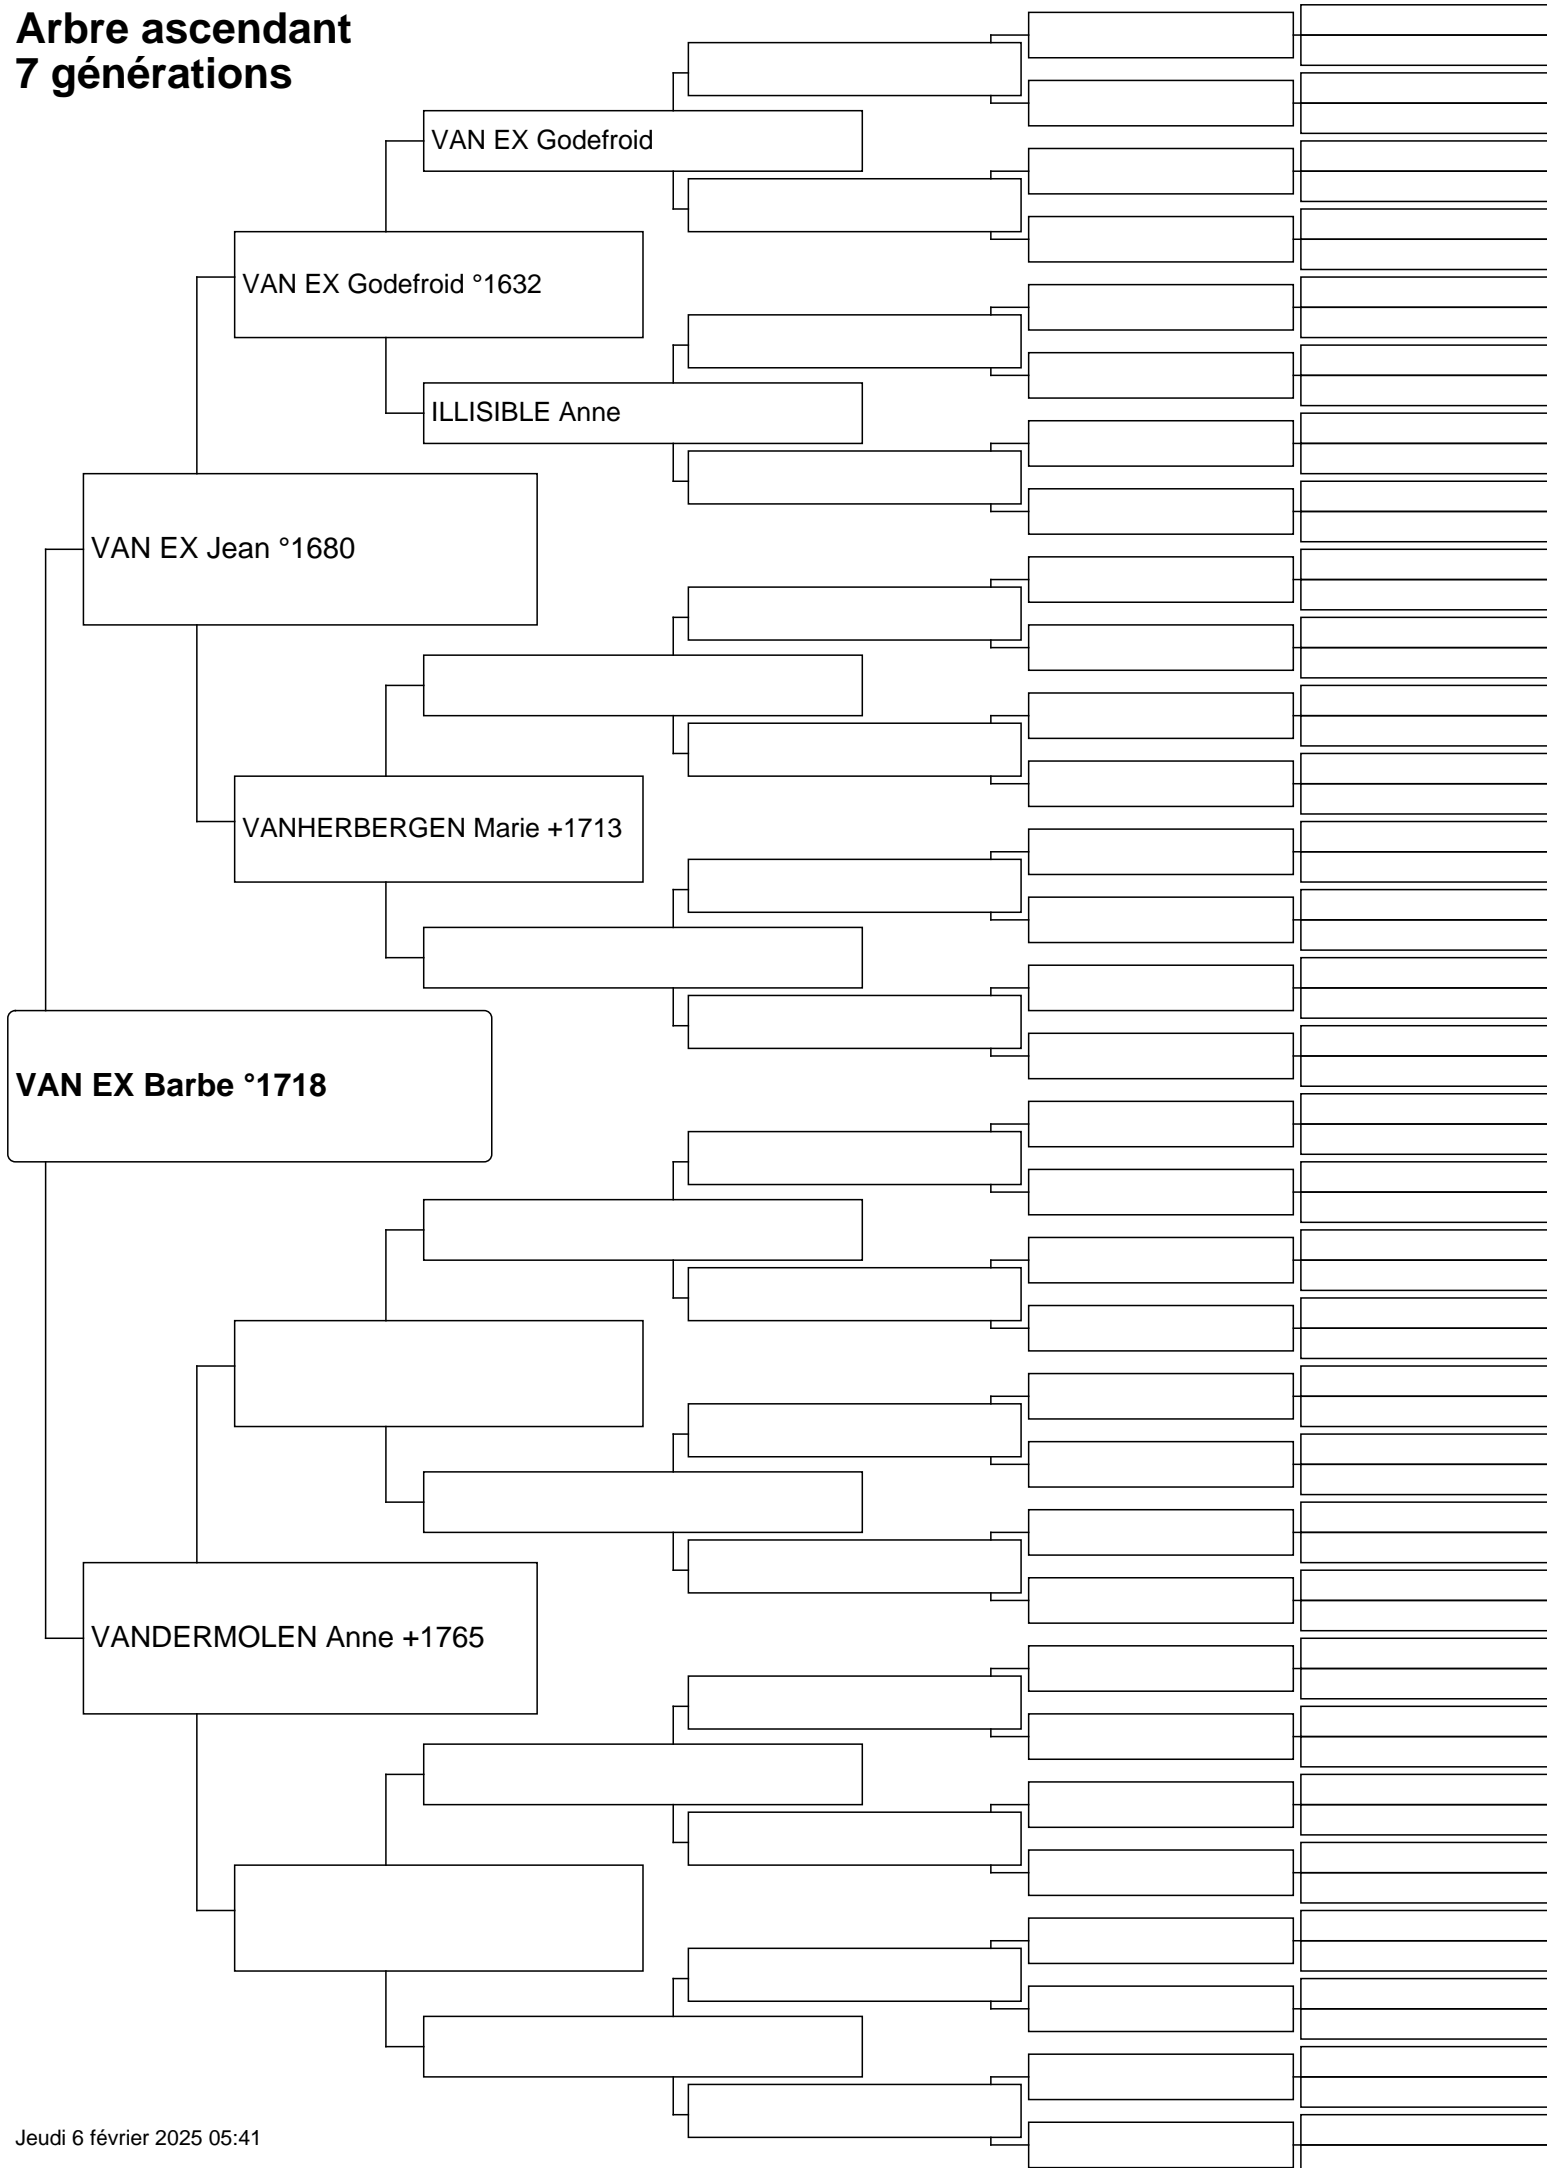 Arbre ascendant
7 générations
VAN EX Godefroid
VAN EX Godefroid °1632
ILLISIBLE Anne
VAN EX Jean °1680
VANHERBERGEN Marie +1713
VAN EX Barbe °1718
VANDERMOLEN Anne +1765
Jeudi 6 février 2025 05:41